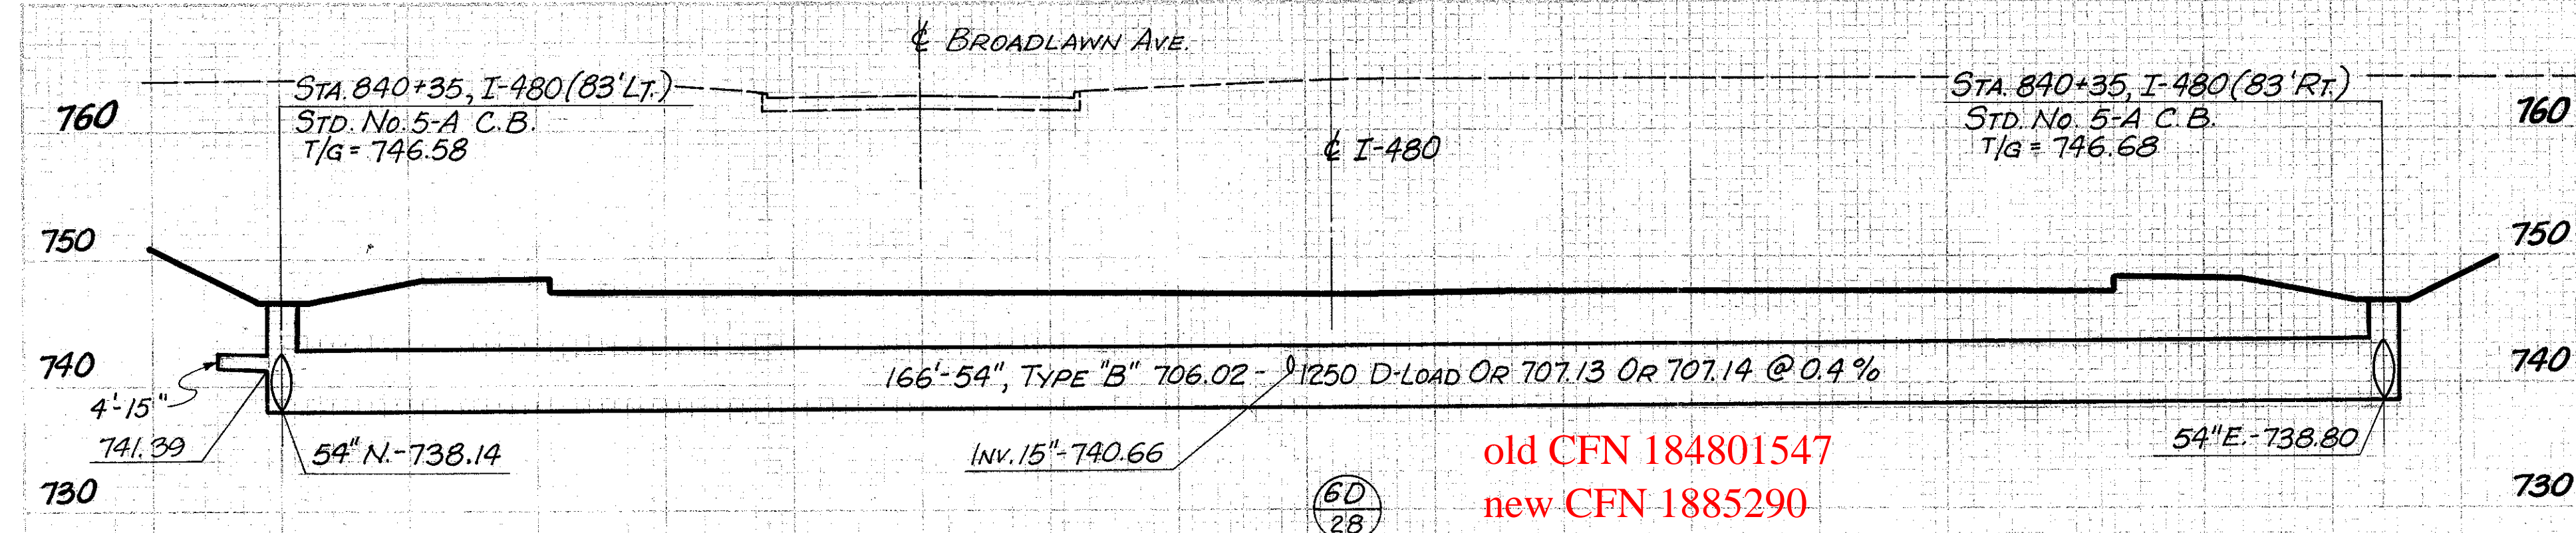 ℄ BROADLAWN AVE.
STA. 840+35, I-480 (83' LT.)
STD. No. 5-A C.B.
T/G = 746.58
STA. 840+35, I-480 (83' RT.)
STD. No. 5-A C.B.
T/G = 746.68
760
760
℄ I-480
750
750
740
740
166'-54", TYPE "B" 706.02 - 1250 D-LOAD OR 707.13 OR 707.14 @ 0.4%
4'-15"
741.39
54" N.-738.14
INV. 15"-740.66
54" E.-738.80
old CFN 184801547
new CFN 1885290
730
730
6D
28